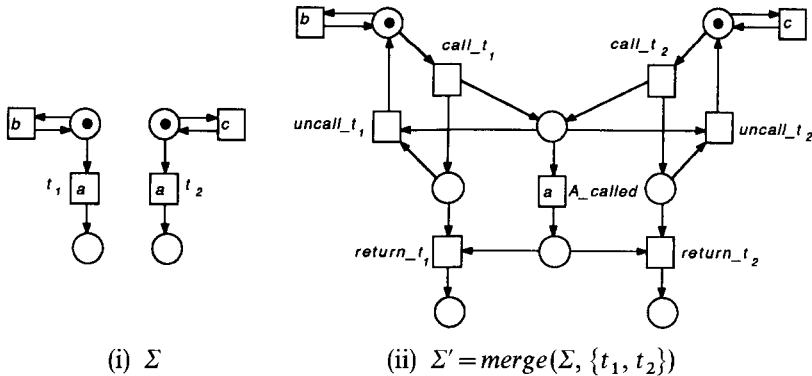 b
c
call_t₁
call_t₂
b
c
uncall_t₁
uncall_t₂
t₁
a
a
t₂
a
A_called
return_t₁
return_t₂
(i) Σ
(ii) Σ′ = merge(Σ, {t₁, t₂})